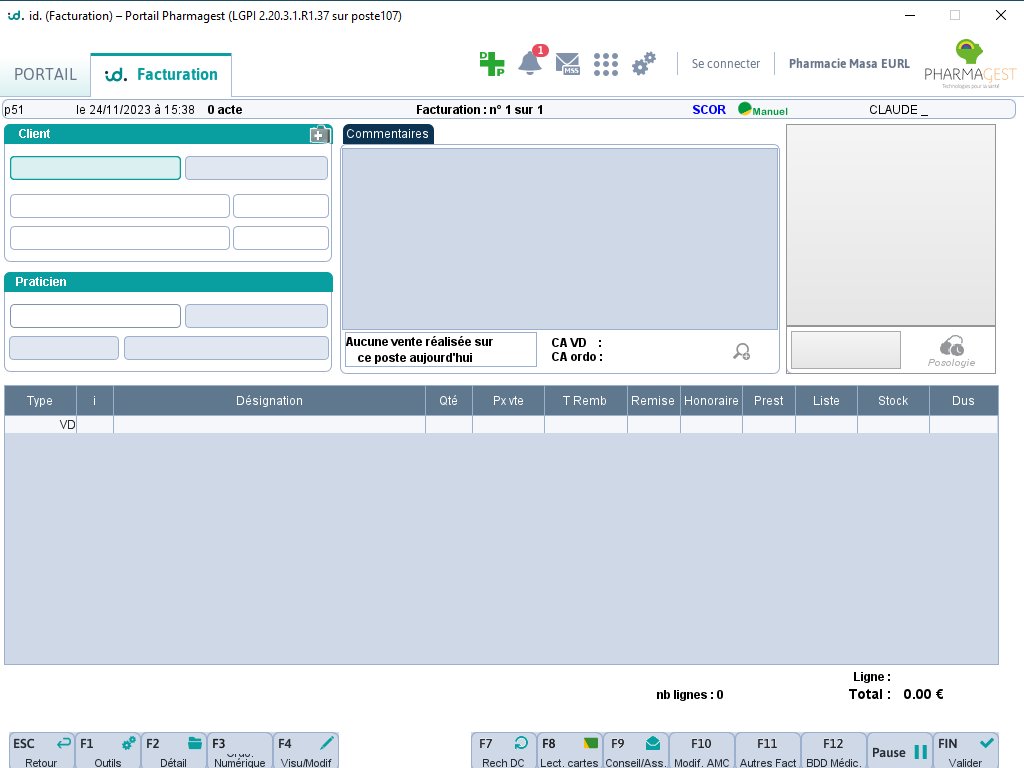 id. id. (Facturation) – Portail Pharmagest (LGPI 2.20.3.1.R1.37 sur poste107)
PORTAIL
id. Facturation
D P
1
MSS
Se connecter
Pharmacie Masa EURL
PHARMAGEST
Technologies pour la santé
p51 le 24/11/2023 à 15:38 0 acte Facturation : n° 1 sur 1 SCOR Manuel CLAUDE _
Client
Commentaires
Praticien
Aucune vente réalisée sur
ce poste aujourd'hui
CA VD :
CA ordo :
Posologie
Type i Désignation Qté Px vte T Remb Remise Honoraire Prest Liste Stock Dus
VD
Ligne :
nb lignes : 0 Total : 0.00 €
ESC F1 F2 F3 F4 F7 F8 F9 F10 F11 F12 Pause FIN
Retour Outils Détail Numérique Visu/Modif Rech DC Lect. cartes Conseil/Ass. Modif. AMC Autres Fact BDD Médic. Valider